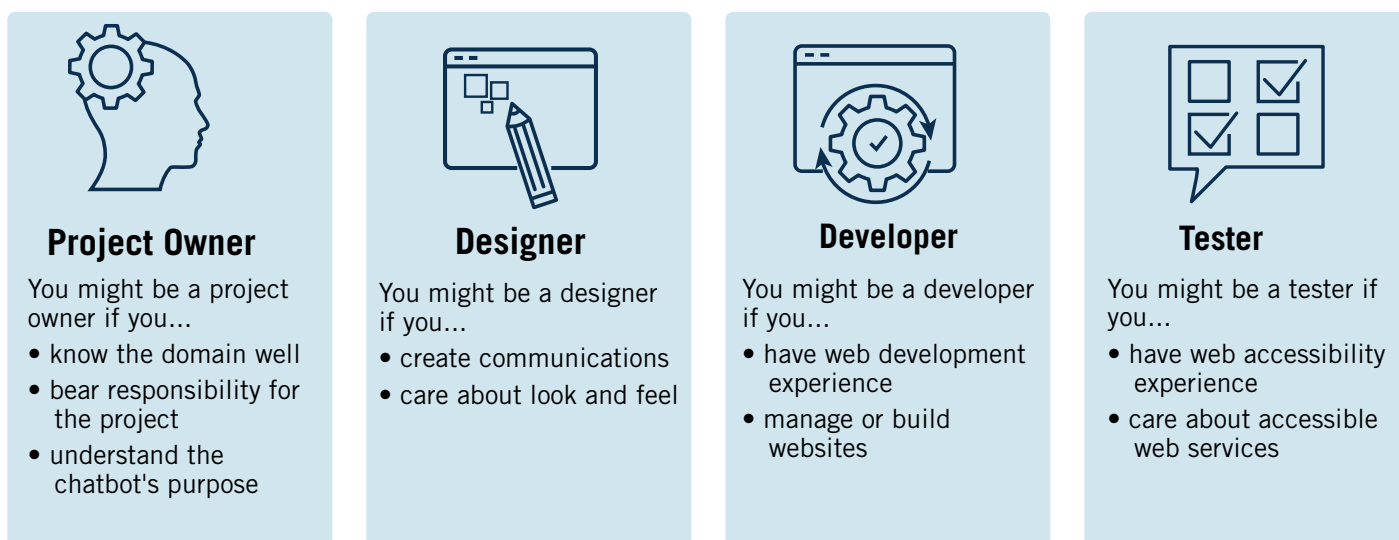 Project Owner
You might be a project
owner if you...
• know the domain well
• bear responsibility for
the project
• understand the
chatbot's purpose
Designer
You might be a designer
if you...
• create communications
• care about look and feel
Developer
You might be a developer
if you...
• have web development
experience
• manage or build
websites
Tester
You might be a tester if
you...
• have web accessibility
experience
• care about accessible
web services